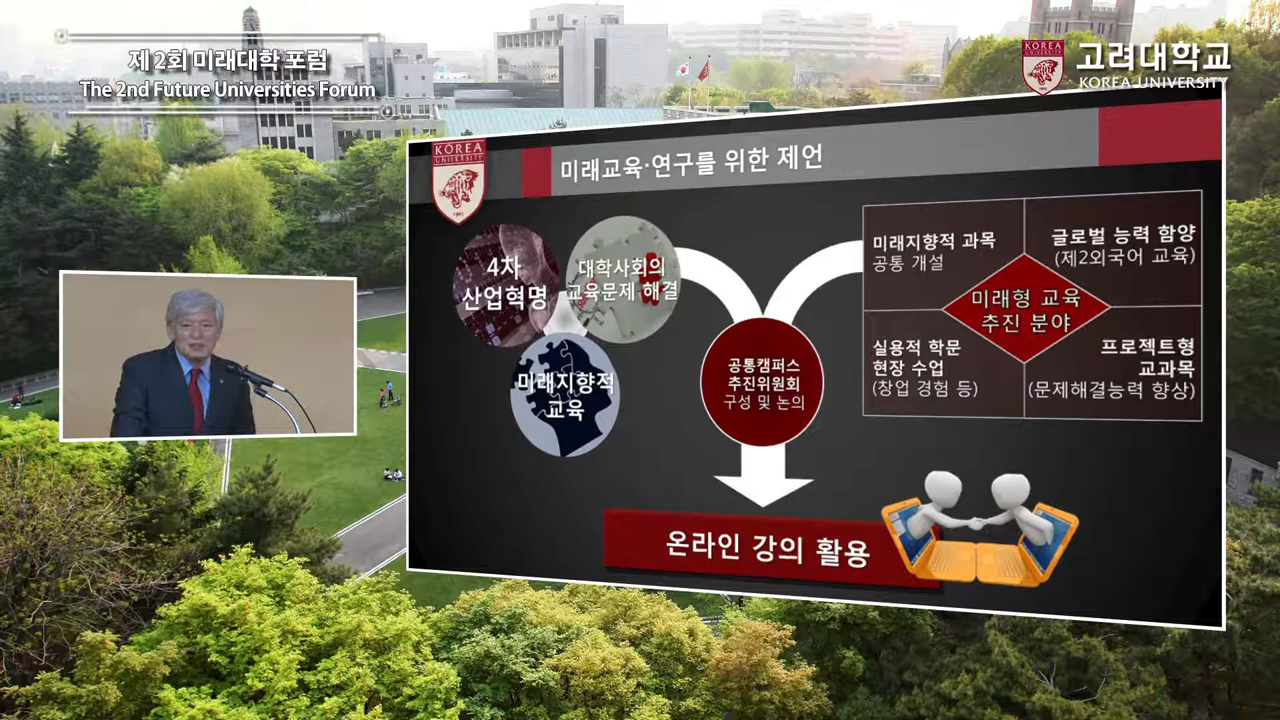 제 2회 미래대학 포럼
The 2nd Future Universities Forum
KOREA
UNIVERSITY
1905
고려대학교
KOREA UNIVERSITY
KOREA
UNIVERSITY
1905
미래교육·연구를 위한 제언
4차
산업혁명
대학사회의
교육문제 해결
미래지향적
교육
공통캠퍼스
추진위원회
구성 및 논의
미래지향적 과목
공통 개설
글로벌 능력 함양
(제2외국어 교육)
미래형 교육
추진 분야
실용적 학문
현장 수업
(창업 경험 등)
프로젝트형
교과목
(문제해결능력 향상)
온라인 강의 활용